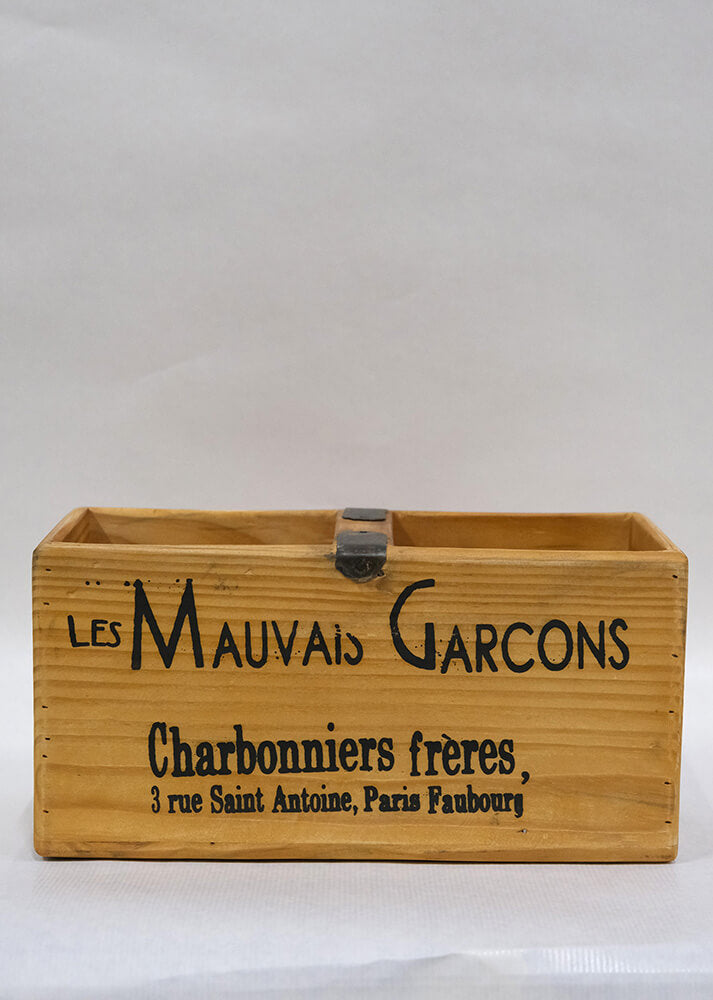 LES MAUVAiS GARCONS
Charbonniers frères,
3 rue Saint Antoine, Paris Faubourg